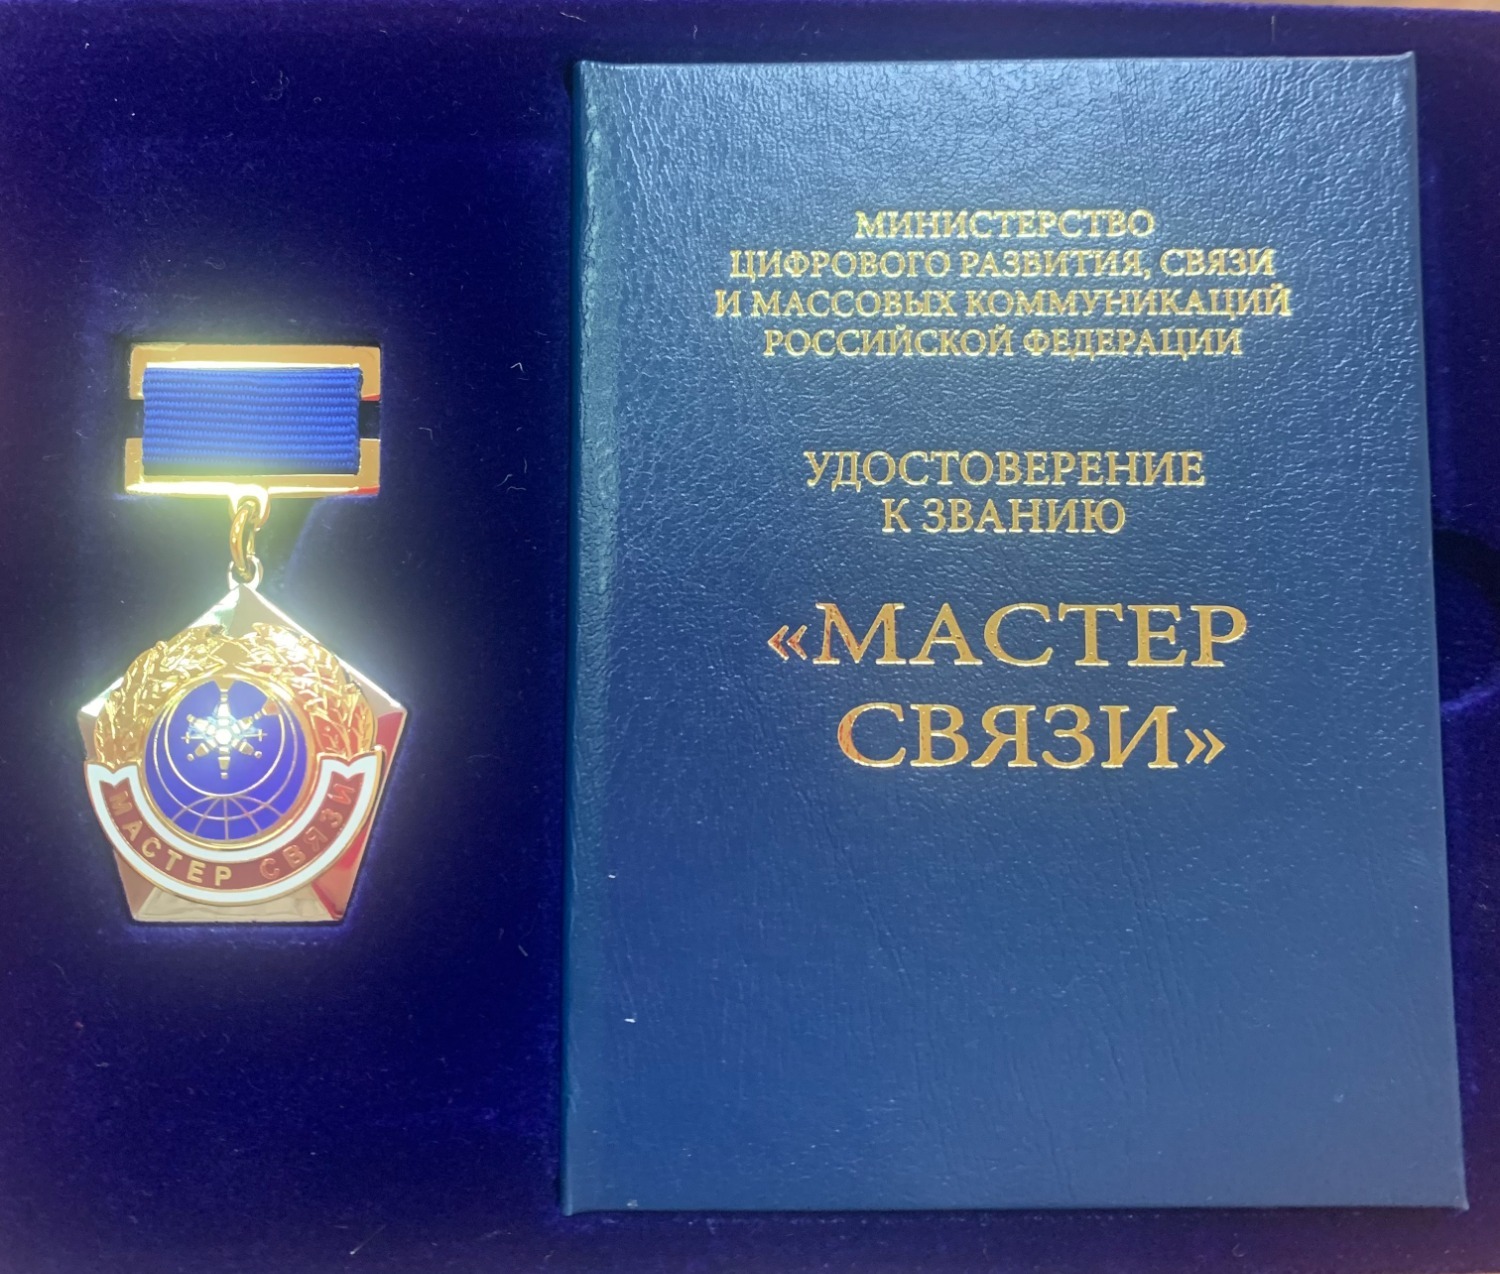 МИНИСТЕРСТВО
ЦИФРОВОГО РАЗВИТИЯ, СВЯЗИ
И МАССОВЫХ КОММУНИКАЦИЙ
РОССИЙСКОЙ ФЕДЕРАЦИИ
УДОСТОВЕРЕНИЕ
К ЗВАНИЮ
«МАСТЕР
СВЯЗИ»
МАСТЕР СВЯЗИ